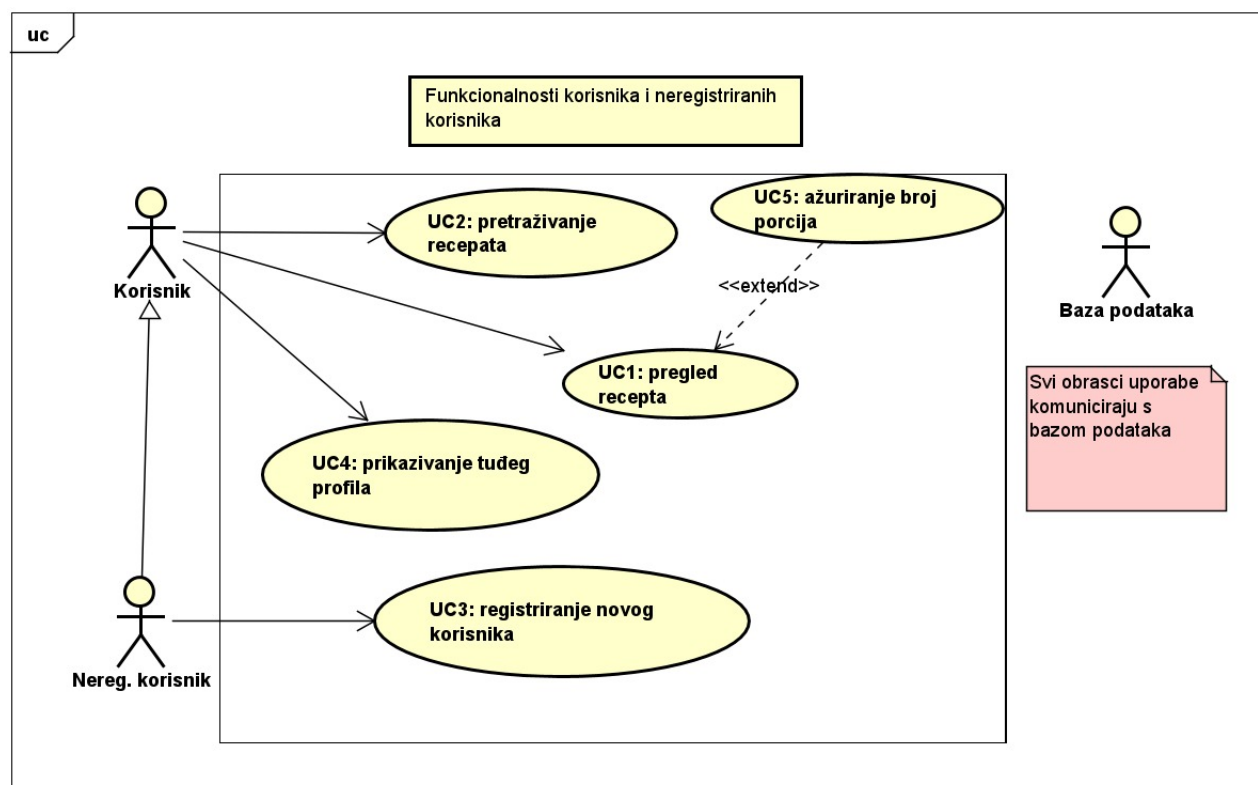 uc
Funkcionalnosti korisnika i neregistriranih
korisnika
UC2: pretraživanje
recepata
UC5: ažuriranje broj
porcija
Korisnik
<<extend>>
Baza podataka
UC1: pregled
recepta
Svi obrasci uporabe
komuniciraju s
bazom podataka
UC4: prikazivanje tuđeg
profila
UC3: registriranje novog
korisnika
Nereg. korisnik